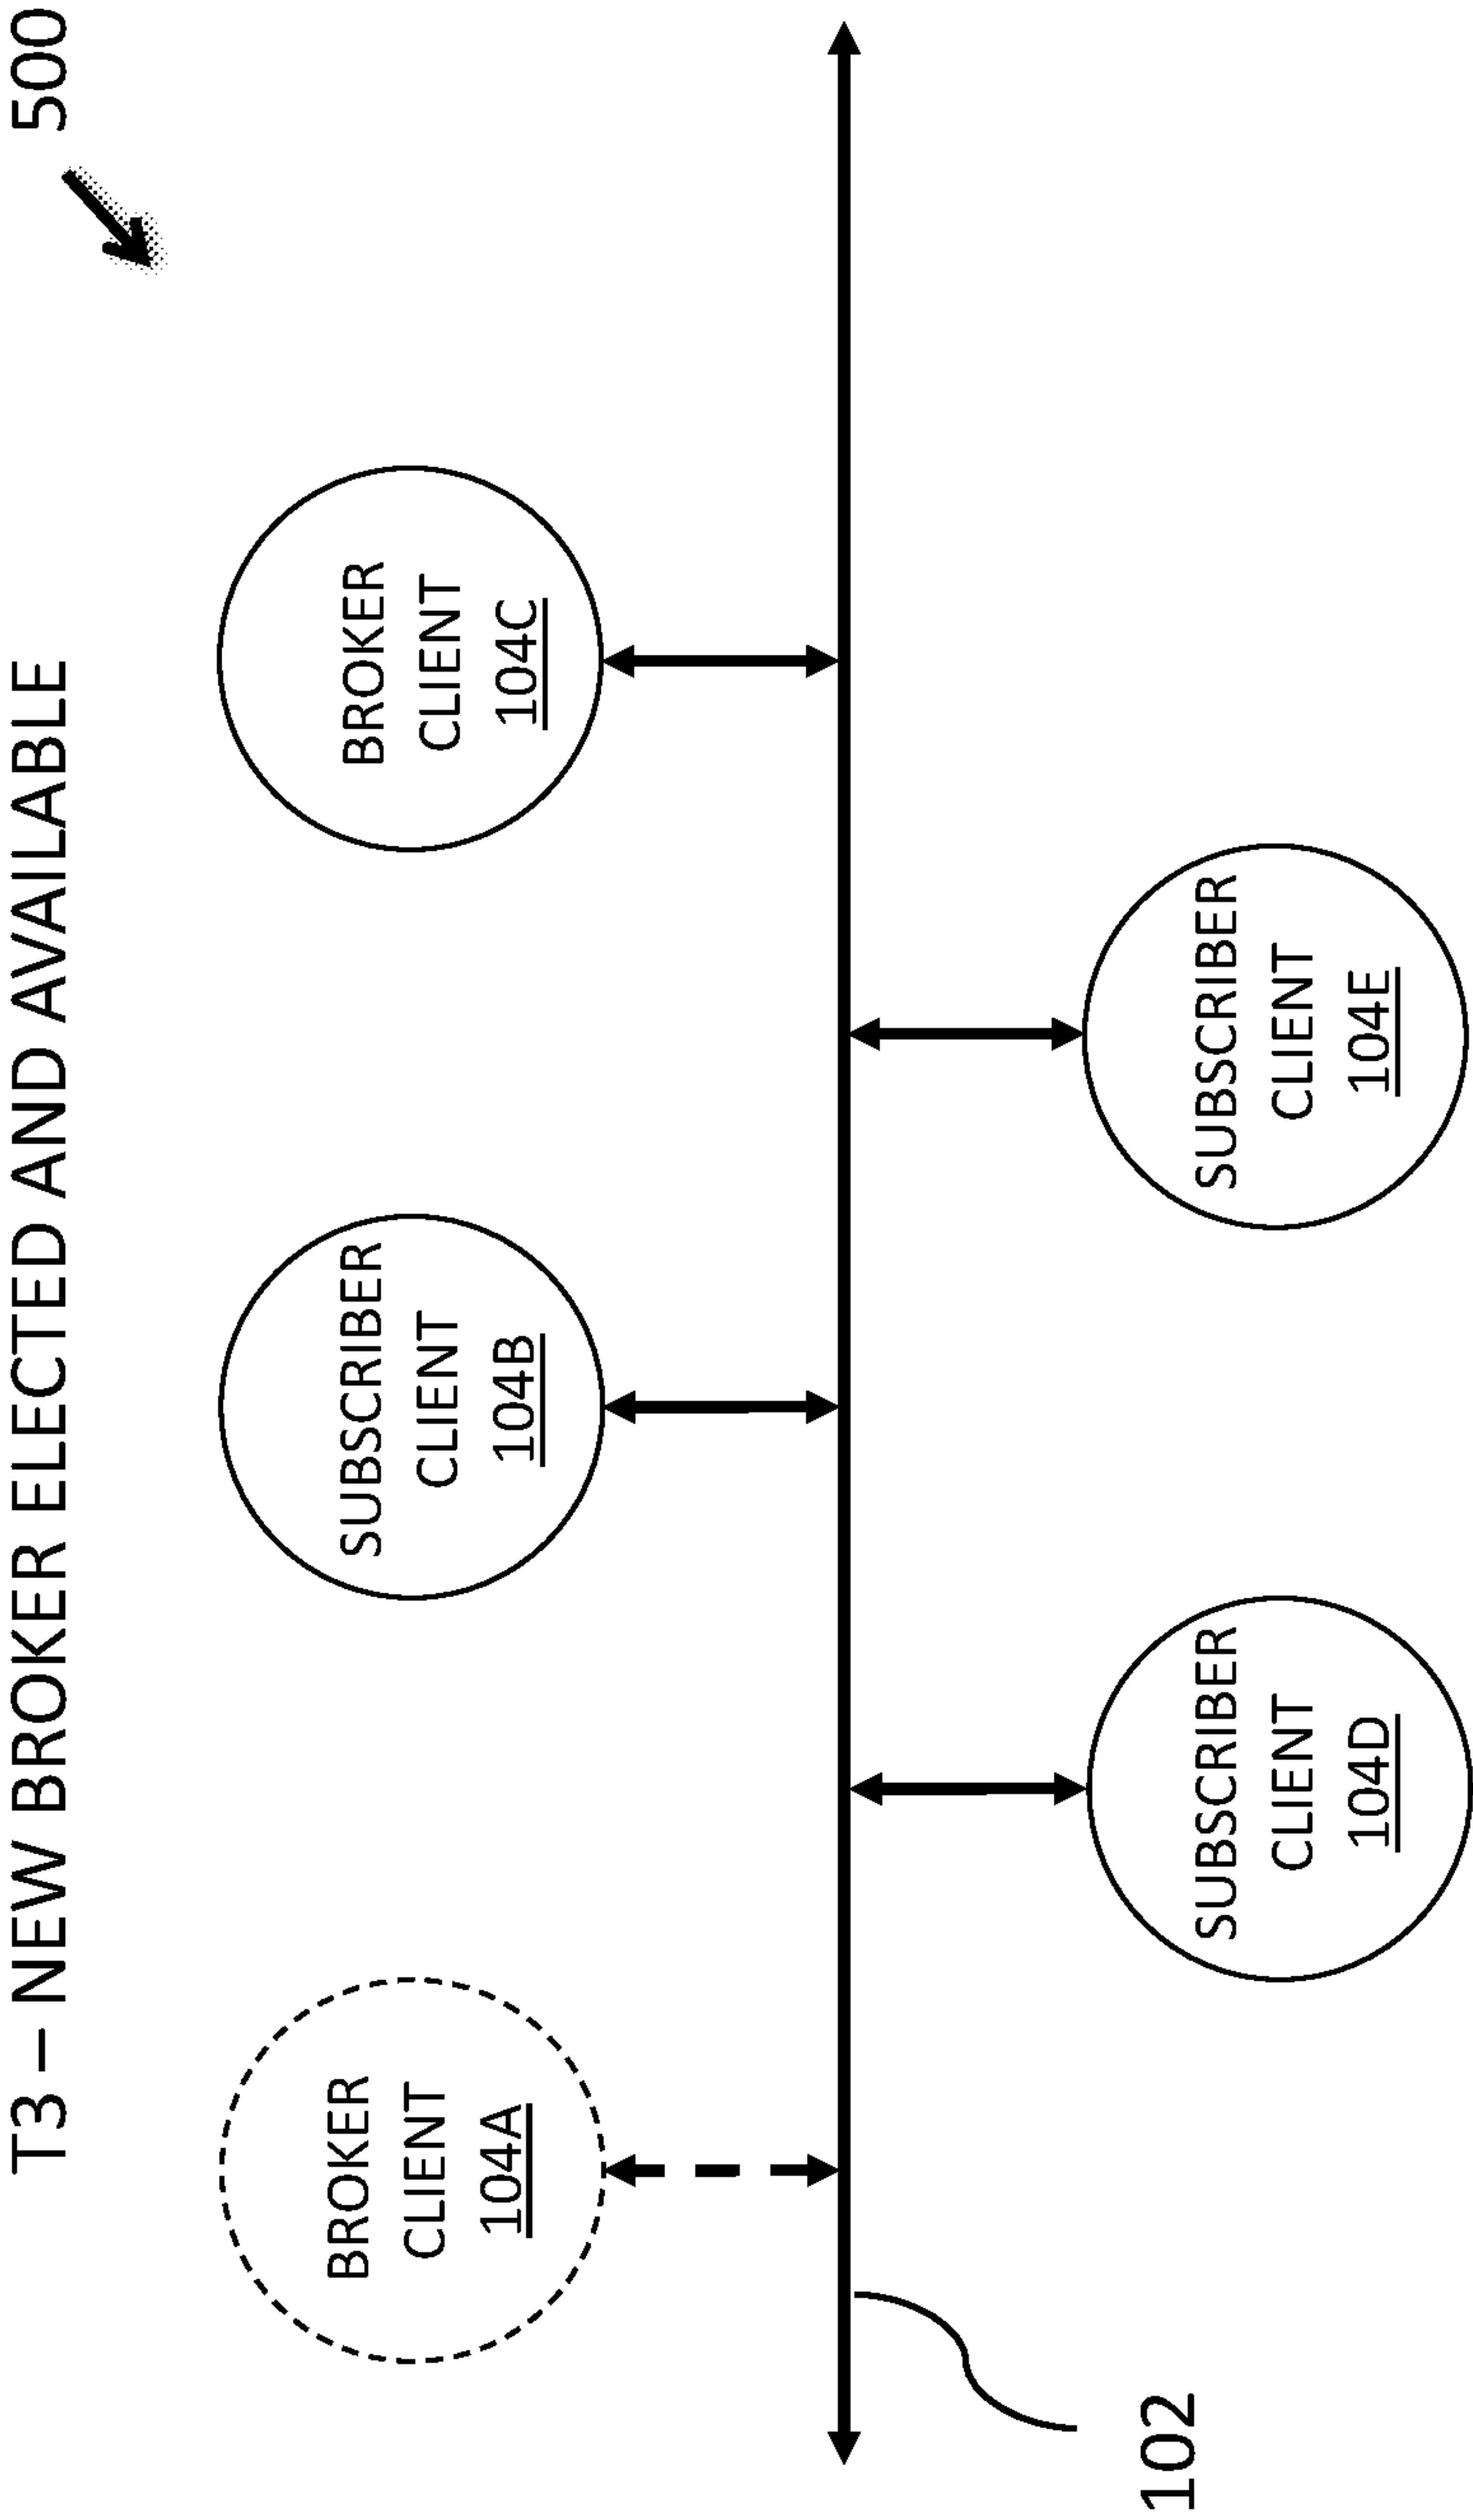 T3 – NEW BROKER ELECTED AND AVAILABLE
500
BROKER
CLIENT
104A
SUBSCRIBER
CLIENT
104B
BROKER
CLIENT
104C
SUBSCRIBER
CLIENT
104D
SUBSCRIBER
CLIENT
104E
102